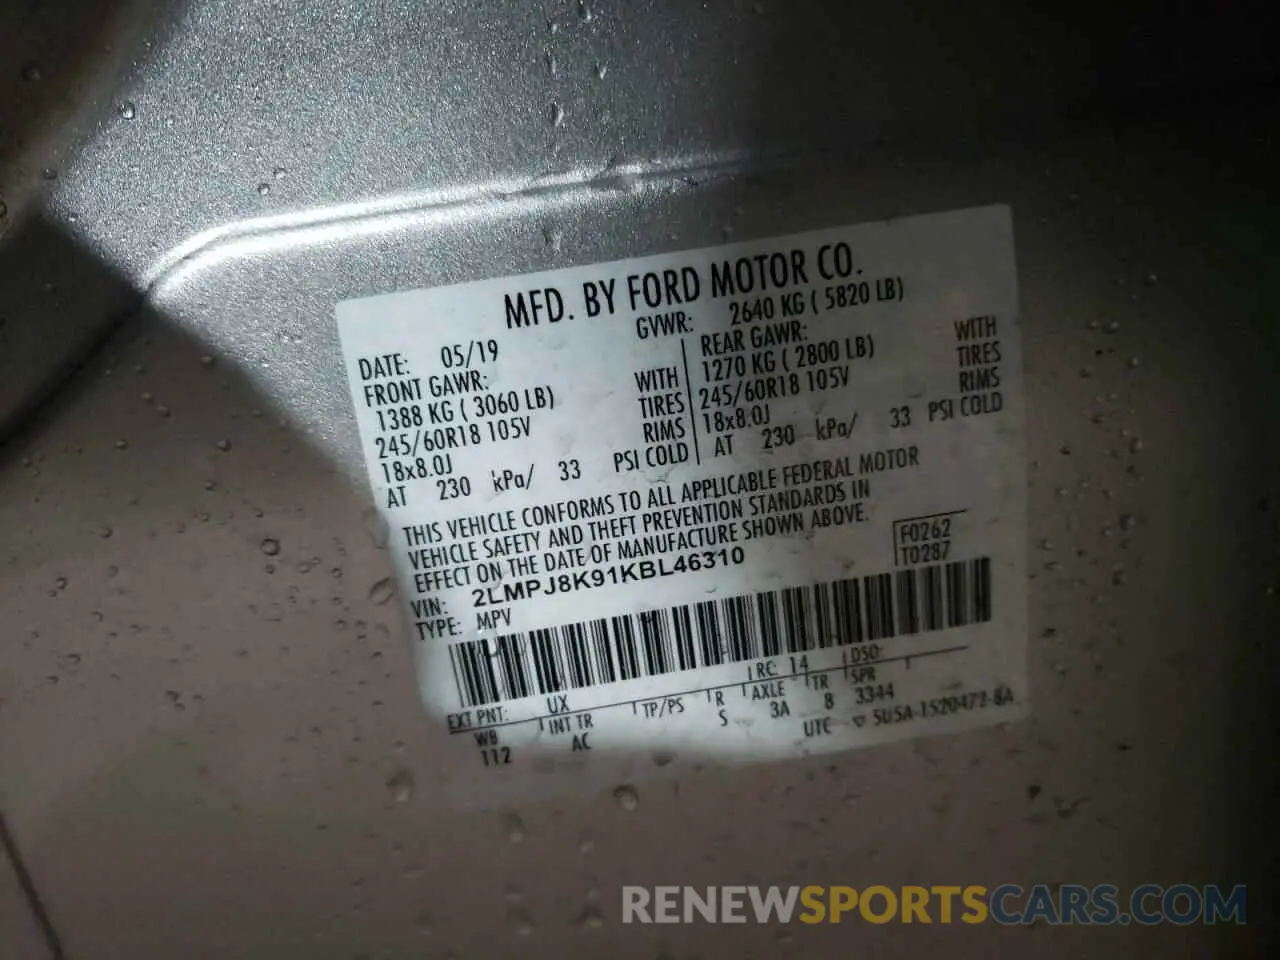 MFD. BY FORD MOTOR CO.
DATE: 05/19 GVWR: 2640 KG ( 5820 LB)
FRONT GAWR: REAR GAWR:
1388 KG ( 3060 LB) WITH 1270 KG ( 2800 LB) WITH
245/60R18 105V TIRES 245/60R18 105V TIRES
18x8.0J RIMS 18x8.0J RIMS
AT 230 kPa/ 33 PSI COLD AT 230 kPa/ 33 PSI COLD
THIS VEHICLE CONFORMS TO ALL APPLICABLE FEDERAL MOTOR
VEHICLE SAFETY AND THEFT PREVENTION STANDARDS IN
EFFECT ON THE DATE OF MANUFACTURE SHOWN ABOVE.
VIN: 2LMPJ8K91KBL46310 F0262
TYPE: MPV T0287
EXT PNT: UX RC: 14 DSO:
WB INT TR TP/PS R AXLE TR SPR
112 AC S 3A 8 3344
UTC 5U5A-1520472-8A
RENEWSPORTSCARS.COM